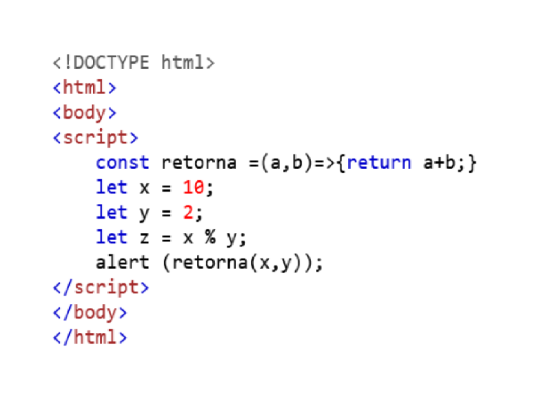 <!DOCTYPE html>
<html>
<body>
<script>
    const retorna =(a,b)=>{return a+b;}
    let x = 10;
    let y = 2;
    let z = x % y;
    alert (retorna(x,y));
</script>
</body>
</html>